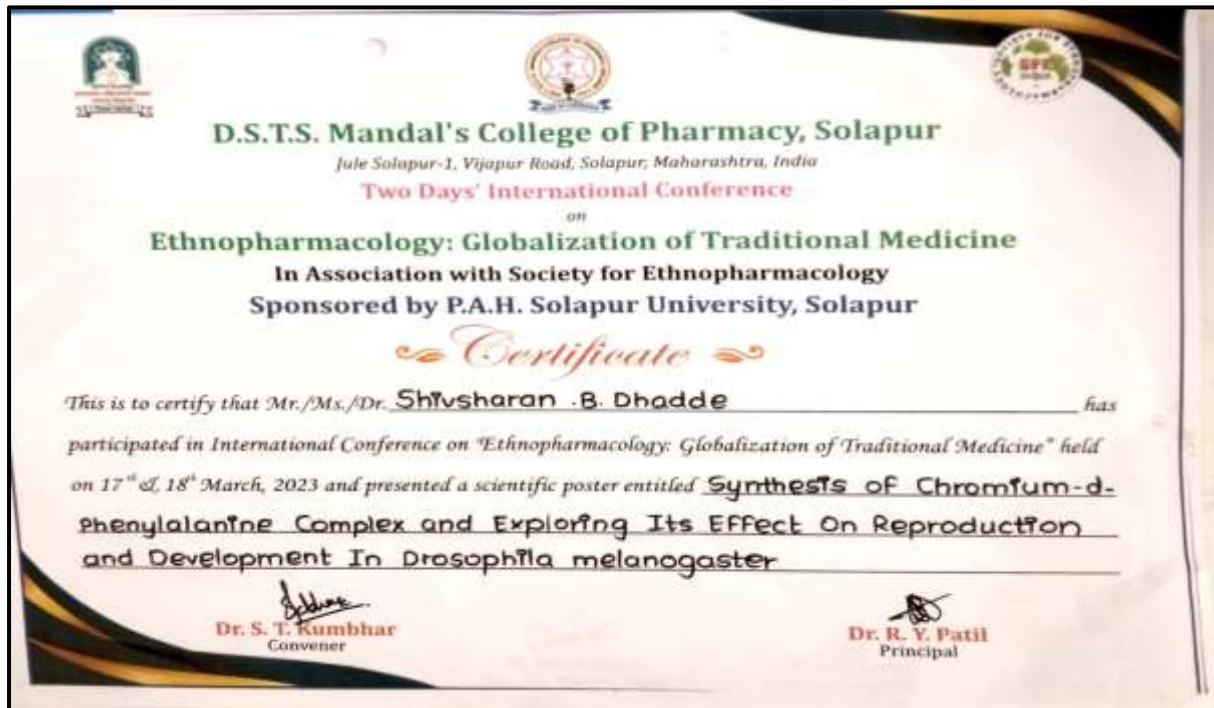 D.S.T.S. Mandal's College of Pharmacy, Solapur
Jule Solapur-1, Vijapur Road, Solapur, Maharashtra, India
Two Days' International Conference
on
Ethnopharmacology: Globalization of Traditional Medicine
In Association with Society for Ethnopharmacology
Sponsored by P.A.H. Solapur University, Solapur
Certificate
This is to certify that Mr./Ms./Dr. Shivsharan .B. Dhadde has
participated in International Conference on "Ethnopharmacology: Globalization of Traditional Medicine" held
on 17th & 18th March, 2023 and presented a scientific poster entitled Synthesis of Chromium-d-
Phenylalanine Complex and Exploring Its Effect On Reproduction
and Development In Drosophila melanogaster
Dr. S. T. Kumbhar
Convener
Dr. R. Y. Patil
Principal
SFE